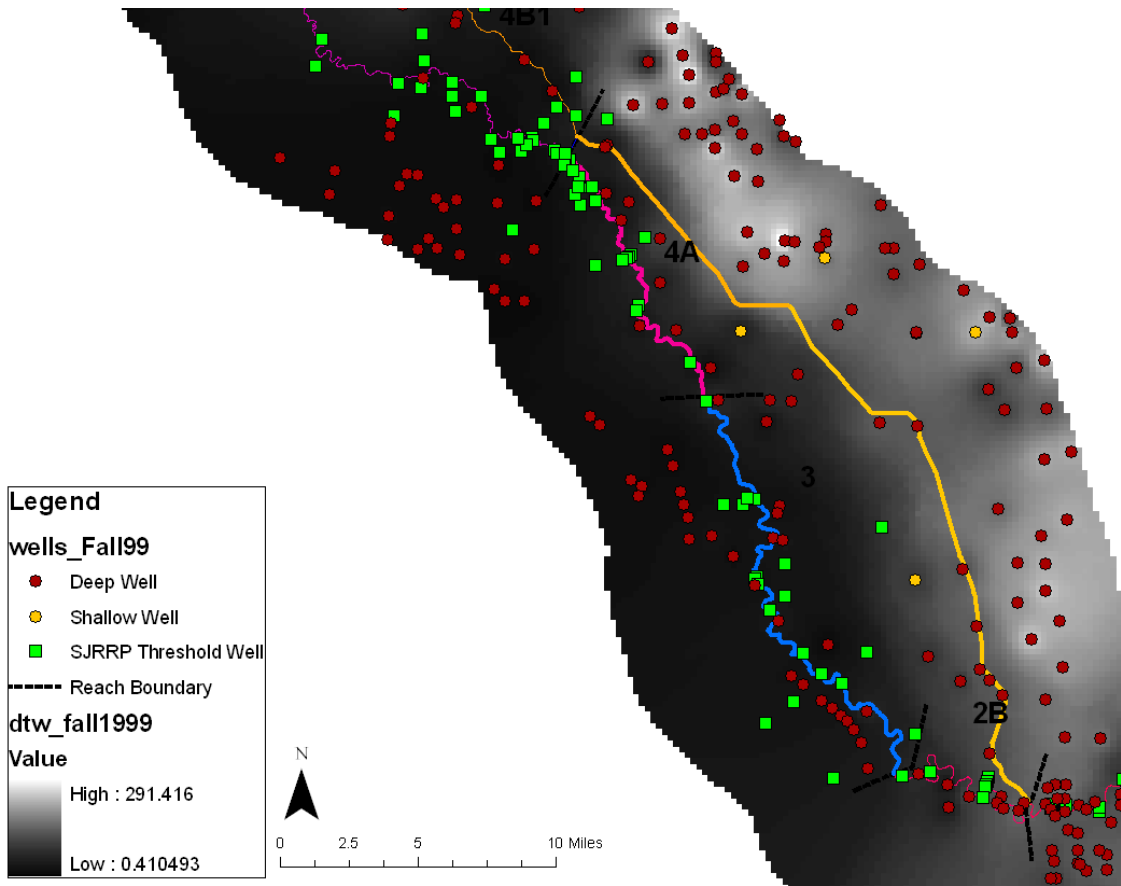 4B1
4A
3
2B
Legend
wells_Fall99
Deep Well
Shallow Well
SJRRP Threshold Well
Reach Boundary
dtw_fall1999
Value
High : 291.416
Low : 0.410493
N
0 2.5 5 10 Miles